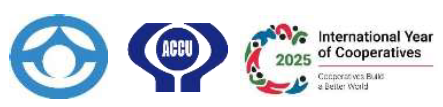 ACCU
2025
International Year
of Cooperatives
Cooperatives Build
a Better World